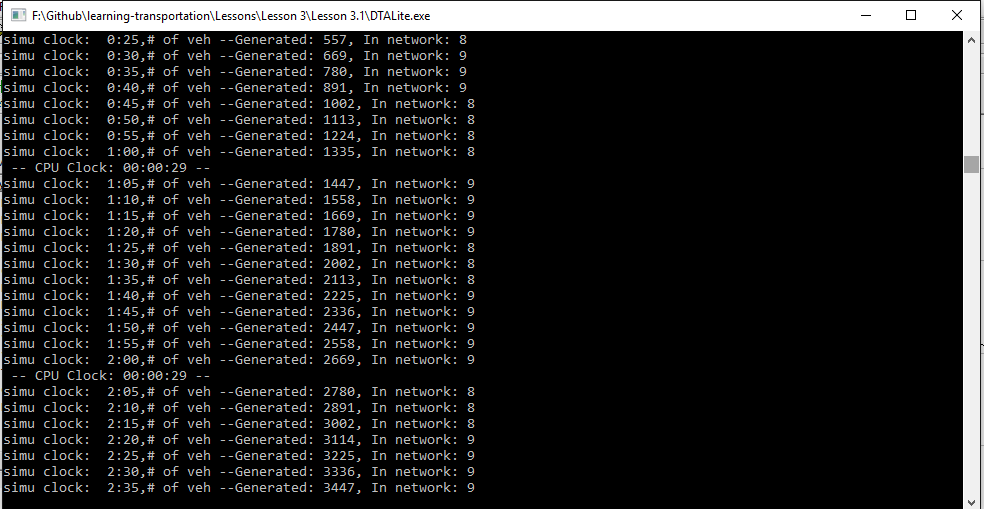 F:\Github\learning-transportation\Lessons\Lesson 3\Lesson 3.1\DTALite.exe
simu clock:  0:25,# of veh --Generated: 557, In network: 8
simu clock:  0:30,# of veh --Generated: 669, In network: 9
simu clock:  0:35,# of veh --Generated: 780, In network: 9
simu clock:  0:40,# of veh --Generated: 891, In network: 9
simu clock:  0:45,# of veh --Generated: 1002, In network: 8
simu clock:  0:50,# of veh --Generated: 1113, In network: 8
simu clock:  0:55,# of veh --Generated: 1224, In network: 8
simu clock:  1:00,# of veh --Generated: 1335, In network: 8
 -- CPU Clock: 00:00:29 --
simu clock:  1:05,# of veh --Generated: 1447, In network: 9
simu clock:  1:10,# of veh --Generated: 1558, In network: 9
simu clock:  1:15,# of veh --Generated: 1669, In network: 9
simu clock:  1:20,# of veh --Generated: 1780, In network: 9
simu clock:  1:25,# of veh --Generated: 1891, In network: 8
simu clock:  1:30,# of veh --Generated: 2002, In network: 8
simu clock:  1:35,# of veh --Generated: 2113, In network: 8
simu clock:  1:40,# of veh --Generated: 2225, In network: 9
simu clock:  1:45,# of veh --Generated: 2336, In network: 9
simu clock:  1:50,# of veh --Generated: 2447, In network: 9
simu clock:  1:55,# of veh --Generated: 2558, In network: 9
simu clock:  2:00,# of veh --Generated: 2669, In network: 9
 -- CPU Clock: 00:00:29 --
simu clock:  2:05,# of veh --Generated: 2780, In network: 8
simu clock:  2:10,# of veh --Generated: 2891, In network: 8
simu clock:  2:15,# of veh --Generated: 3002, In network: 8
simu clock:  2:20,# of veh --Generated: 3114, In network: 9
simu clock:  2:25,# of veh --Generated: 3225, In network: 9
simu clock:  2:30,# of veh --Generated: 3336, In network: 9
simu clock:  2:35,# of veh --Generated: 3447, In network: 9